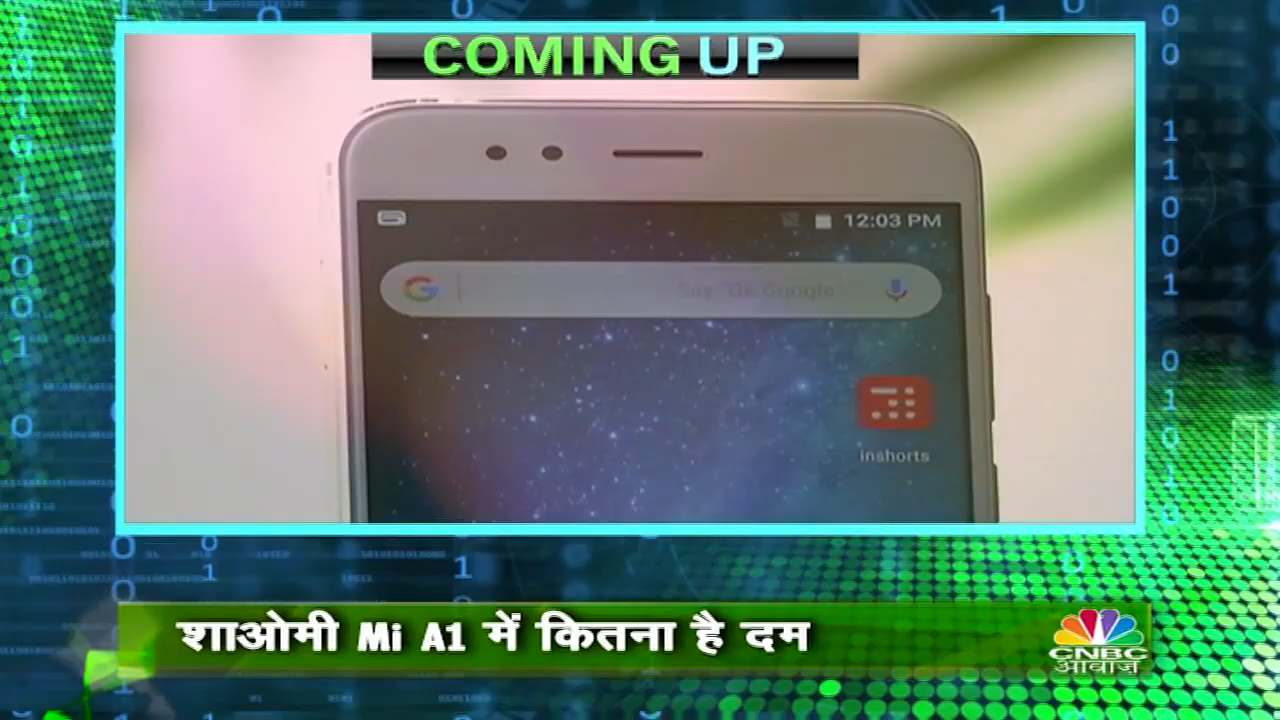 COMING UP
12:03 PM
Say "Ok Google"
inshorts
शाओमी Mi A1 में कितना है दम
CNBC
आवाज़